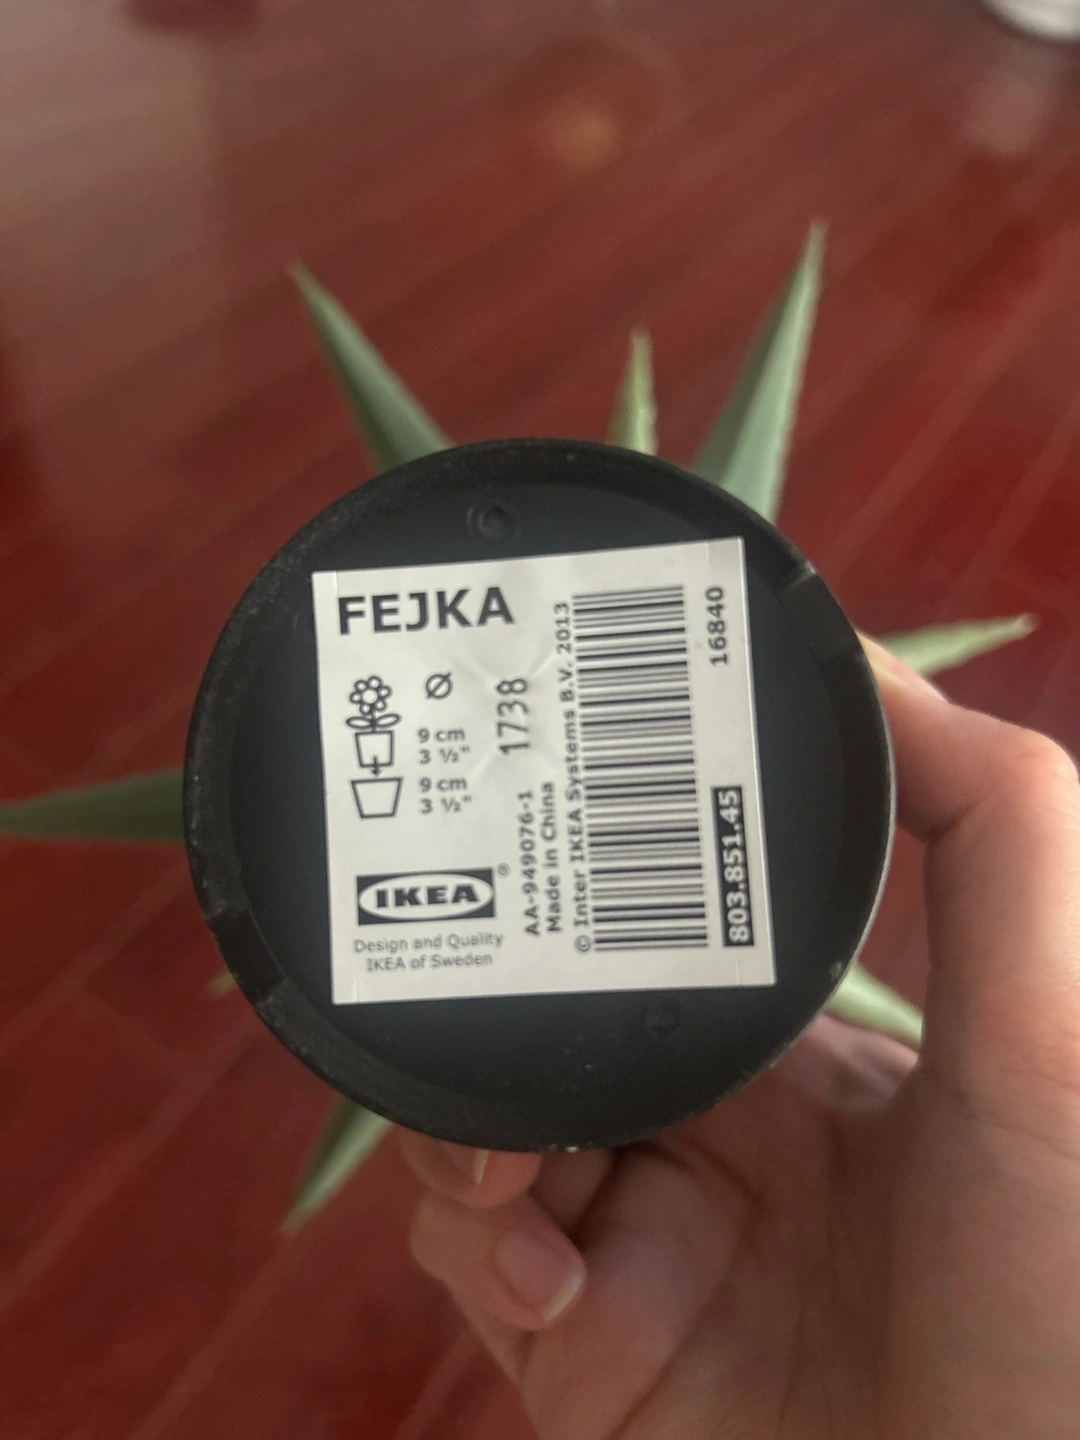 FEJKA
Ø
9 cm
3 ½"
9 cm
3 ½"
IKEA®
Design and Quality
IKEA of Sweden
1738
AA-949076-1
Made in China
© Inter IKEA Systems B.V. 2013
16840
803.851.45